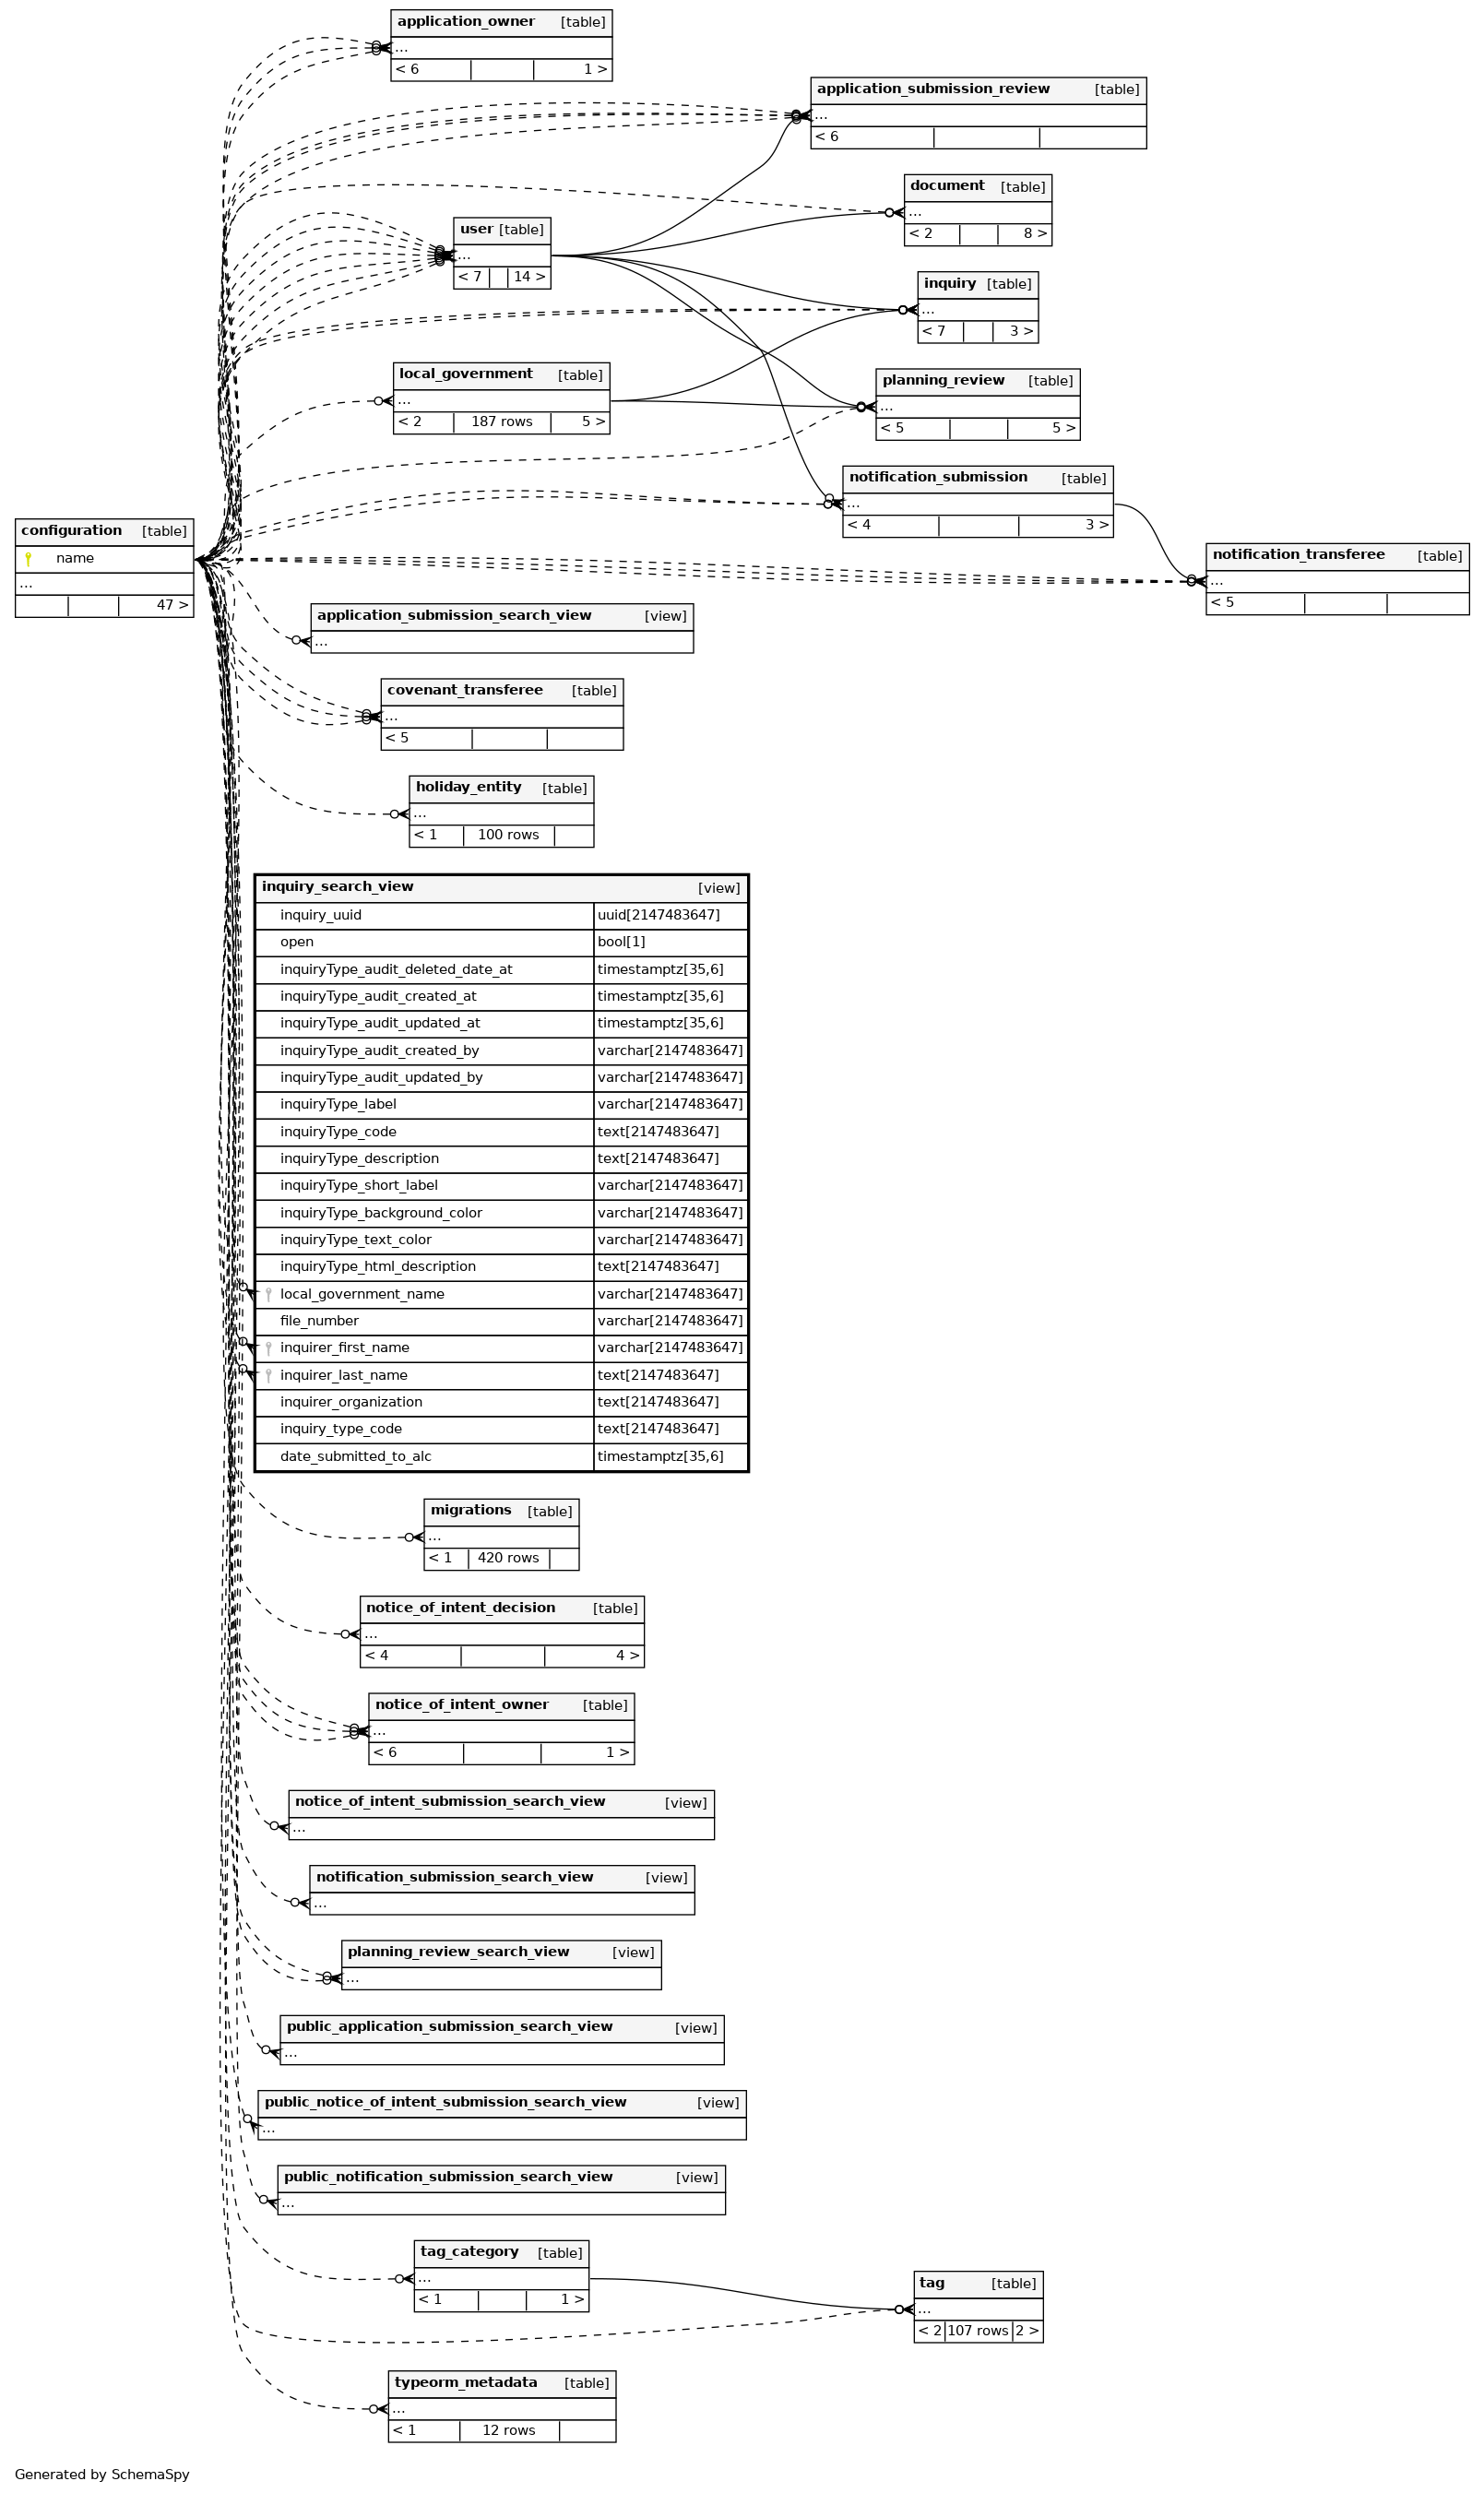 application_owner [table]
...
< 6 1 >
application_submission_review [table]
...
< 6
document [table]
...
< 2 8 >
user [table]
...
< 7 14 >
inquiry [table]
...
< 7 3 >
local_government [table]
...
< 2 187 rows 5 >
planning_review [table]
...
< 5 5 >
notification_submission [table]
...
< 4 3 >
configuration [table]
name
...
47 >
notification_transferee [table]
...
< 5
application_submission_search_view [view]
...
covenant_transferee [table]
...
< 5
holiday_entity [table]
...
< 1 100 rows
inquiry_search_view [view]
inquiry_uuid uuid[2147483647]
open bool[1]
inquiryType_audit_deleted_date_at timestamptz[35,6]
inquiryType_audit_created_at timestamptz[35,6]
inquiryType_audit_updated_at timestamptz[35,6]
inquiryType_audit_created_by varchar[2147483647]
inquiryType_audit_updated_by varchar[2147483647]
inquiryType_label varchar[2147483647]
inquiryType_code text[2147483647]
inquiryType_description text[2147483647]
inquiryType_short_label varchar[2147483647]
inquiryType_background_color varchar[2147483647]
inquiryType_text_color varchar[2147483647]
inquiryType_html_description text[2147483647]
local_government_name varchar[2147483647]
file_number varchar[2147483647]
inquirer_first_name varchar[2147483647]
inquirer_last_name text[2147483647]
inquirer_organization text[2147483647]
inquiry_type_code text[2147483647]
date_submitted_to_alc timestamptz[35,6]
migrations [table]
...
< 1 420 rows
notice_of_intent_decision [table]
...
< 4 4 >
notice_of_intent_owner [table]
...
< 6 1 >
notice_of_intent_submission_search_view [view]
...
notification_submission_search_view [view]
...
planning_review_search_view [view]
...
public_application_submission_search_view [view]
...
public_notice_of_intent_submission_search_view [view]
...
public_notification_submission_search_view [view]
...
tag_category [table]
...
< 1 1 >
tag [table]
...
< 2 107 rows 2 >
typeorm_metadata [table]
...
< 1 12 rows
Generated by SchemaSpy